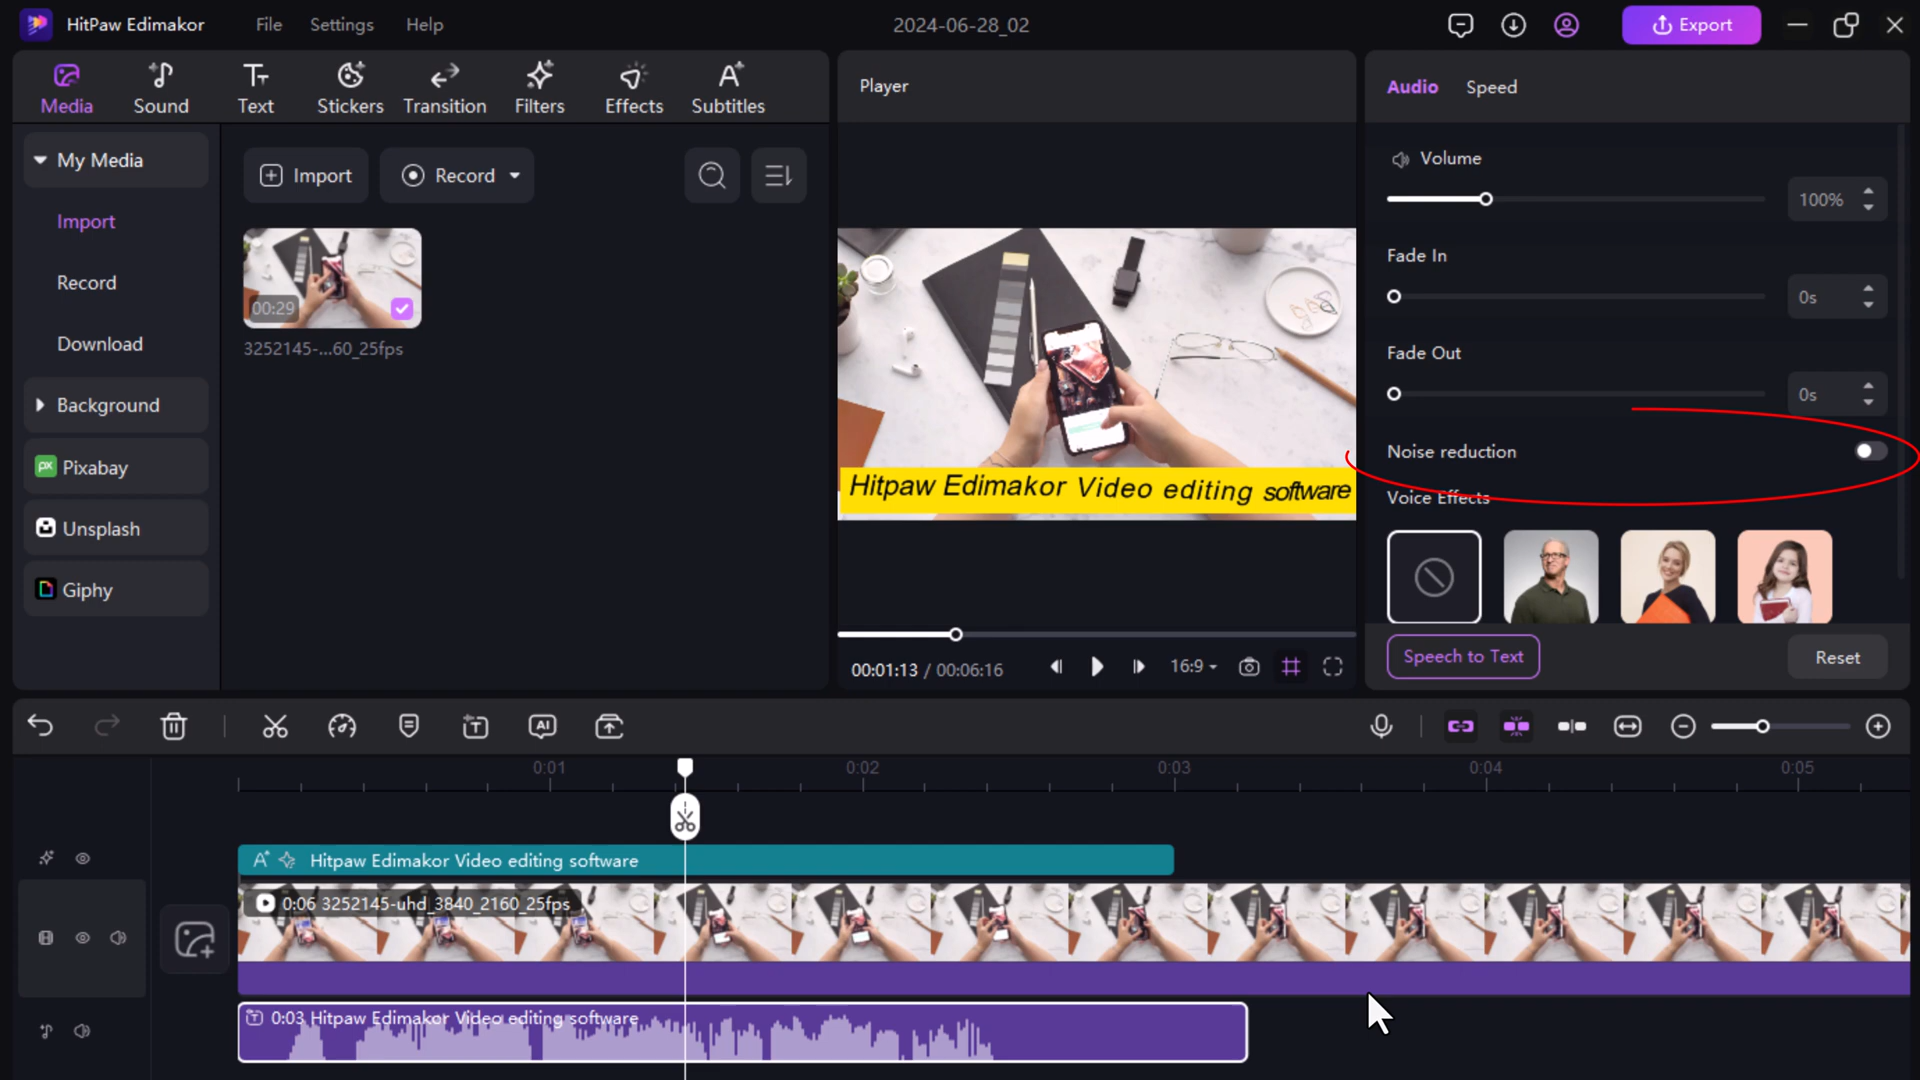 HitPaw Edimakor
File
Settings
Help
2024-06-28_02
Export
Media
Sound
Text
Stickers
Transition
Filters
Effects
Subtitles
Player
Audio
Speed
My Media
Import
Record
Download
Background
Pixabay
Unsplash
Giphy
Import
Record
00:29
3252145-...60_25fps
Hitpaw Edimakor Video editing software
00:01:13 / 00:06:16
16:9
Volume
100%
Fade In
0s
Fade Out
0s
Noise reduction
Voice Effects
Speech to Text
Reset
AI
0:01
0:02
0:03
0:04
0:05
Hitpaw Edimakor Video editing software
0:06 3252145-uhd_3840_2160_25fps
0:03 Hitpaw Edimakor Video editing software